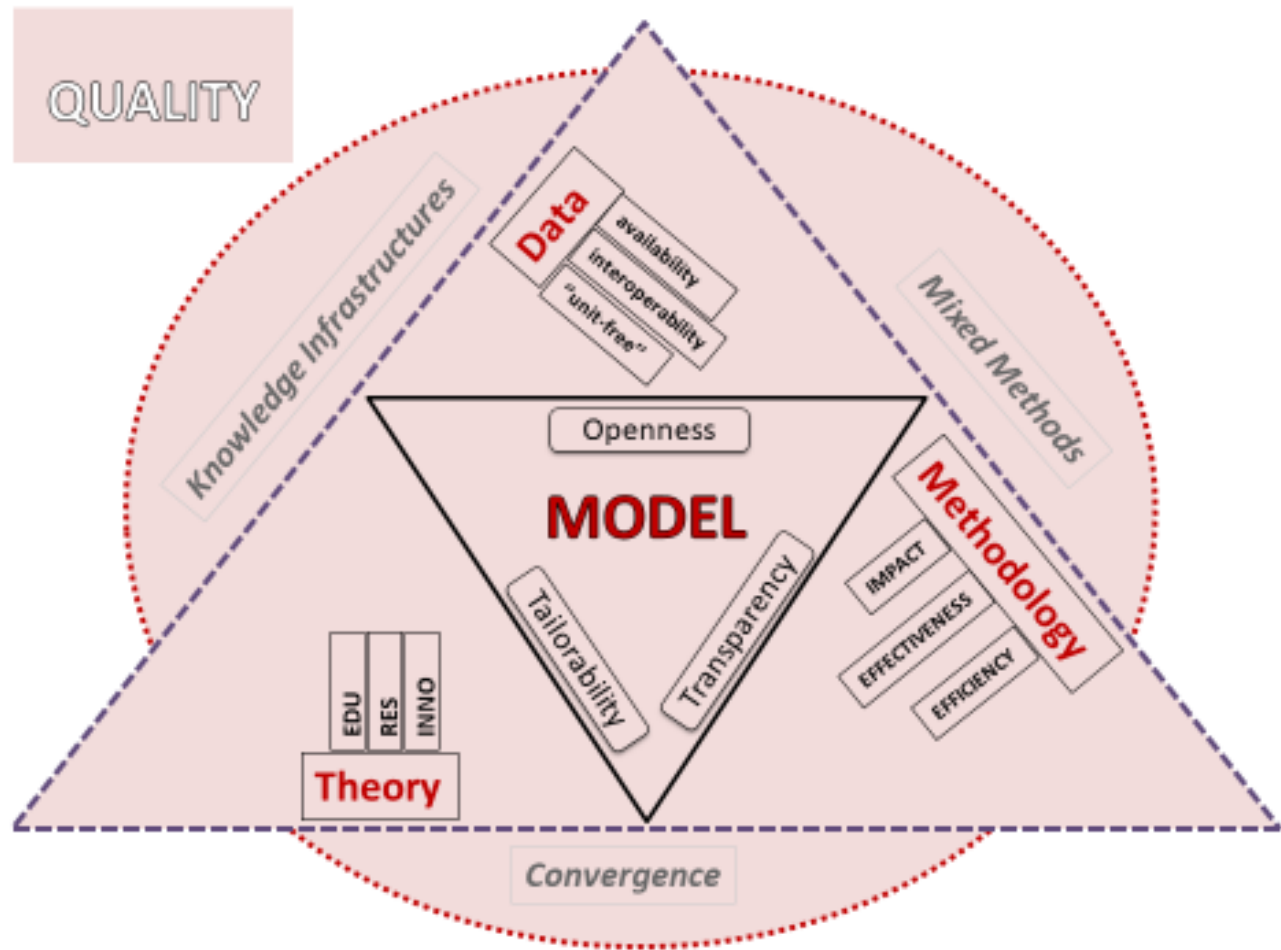 QUALITY
Knowledge Infrastructures
Data
availability
interoperability
“unit-free”
Mixed Methods
Openness
MODEL
Tailorability
Transparency
Methodology
IMPACT
EFFECTIVENESS
EFFICIENCY
EDU
RES
INNO
Theory
Convergence